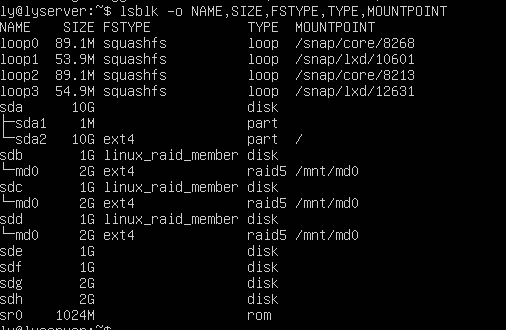 ly@lyserver:~$ lsblk -o NAME,SIZE,FSTYPE,TYPE,MOUNTPOINT
NAME    SIZE FSTYPE            TYPE  MOUNTPOINT
loop0  89.1M squashfs          loop  /snap/core/8268
loop1  53.9M squashfs          loop  /snap/lxd/10601
loop2  89.1M squashfs          loop  /snap/core/8213
loop3  54.9M squashfs          loop  /snap/lxd/12631
sda      10G                   disk
├─sda1    1M                   part
└─sda2   10G ext4              part  /
sdb       1G linux_raid_member disk
└─md0     2G ext4              raid5 /mnt/md0
sdc       1G linux_raid_member disk
└─md0     2G ext4              raid5 /mnt/md0
sdd       1G linux_raid_member disk
└─md0     2G ext4              raid5 /mnt/md0
sde       1G                   disk
sdf       1G                   disk
sdg       2G                   disk
sdh       2G                   disk
sr0    1024M                   rom
ly@lyserver:~$